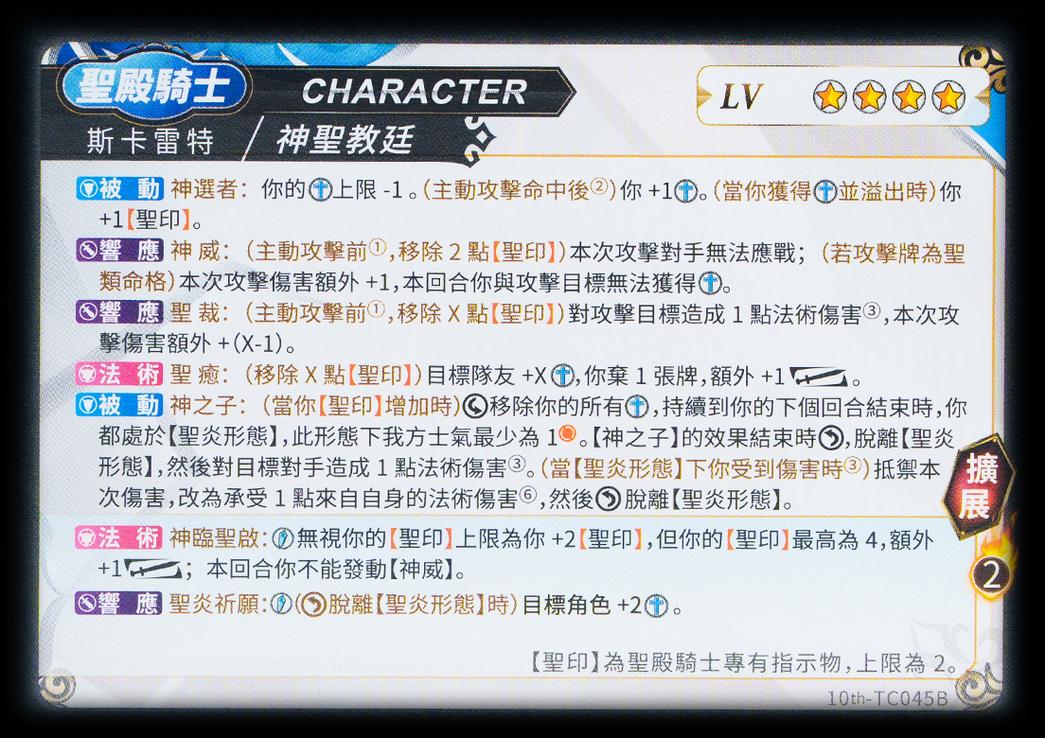 聖殿騎士
CHARACTER
LV
斯卡雷特 / 神聖教廷
被動 神選者：你的上限 -1。（主動攻擊命中後②）你 +1。（當你獲得並溢出時）你
+1【聖印】。
響應 神威：（主動攻擊前①，移除 2 點【聖印】）本次攻擊對手無法應戰；（若攻擊牌為聖
類命格）本次攻擊傷害額外 +1，本回合你與攻擊目標無法獲得。
響應 聖裁：（主動攻擊前①，移除 X 點【聖印】）對攻擊目標造成 1 點法術傷害③，本次攻
擊傷害額外 +（X-1）。
法術 聖癒：（移除 X 點【聖印】）目標隊友 +X，你棄 1 張牌，額外 +1。
被動 神之子：（當你【聖印】增加時）移除你的所有，持續到你的下個回合結束時，你
都處於【聖炎形態】，此形態下我方士氣最少為 1。【神之子】的效果結束時，脫離【聖炎
形態】，然後對目標對手造成 1 點法術傷害③。（當【聖炎形態】下你受到傷害時③）抵禦本
次傷害，改為承受 1 點來自自身的法術傷害⑥，然後脫離【聖炎形態】。
擴展
法術 神臨聖啟：無視你的【聖印】上限為你 +2【聖印】，但你的【聖印】最高為 4，額外
+1；本回合你不能發動【神威】。
2
響應 聖炎祈願：（脫離【聖炎形態】時）目標角色 +2。
【聖印】為聖殿騎士專有指示物，上限為 2。
10th-TC045B